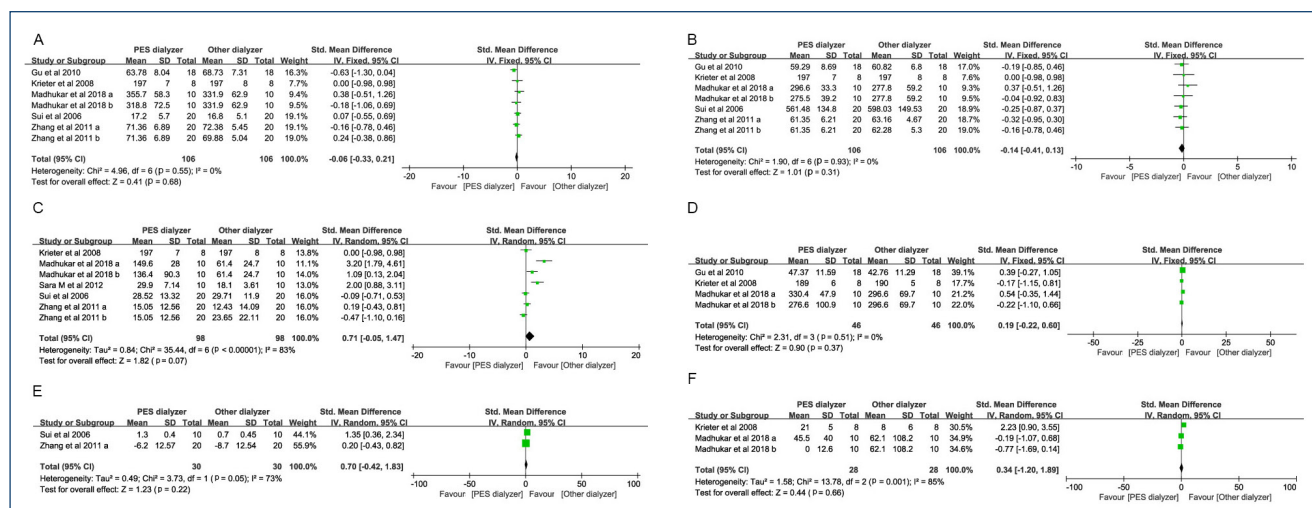 A
PES dialyzer Other dialyzer Std. Mean Difference Std. Mean Difference
Study or Subgroup Mean SD Total Mean SD Total Weight IV. Fixed. 95% CI IV. Fixed. 95% CI
Gu et al 2010 63.78 8.04 18 68.73 7.31 18 16.3% -0.63 [-1.30, 0.04]
Krieter et al 2008 197 7 8 197 8 8 7.7% 0.00 [-0.98, 0.98]
Madhukar et al 2018 a 355.7 58.3 10 331.9 62.9 10 9.4% 0.38 [-0.51, 1.26]
Madhukar et al 2018 b 318.8 72.5 10 331.9 62.9 10 9.6% -0.18 [-1.06, 0.69]
Sui et al 2006 17.2 5.7 20 16.8 5.1 20 19.2% 0.07 [-0.55, 0.69]
Zhang et al 2011 a 71.36 6.89 20 72.38 5.45 20 19.1% -0.16 [-0.78, 0.46]
Zhang et al 2011 b 71.36 6.89 20 69.88 5.04 20 19.0% 0.24 [-0.38, 0.86]
Total (95% CI) 106 106 100.0% -0.06 [-0.33, 0.21]
Heterogeneity: Chi² = 4.96, df = 6 (p = 0.55); I² = 0%
Test for overall effect: Z = 0.41 (p = 0.68)
-20 -10 0 10 20
Favour [PES dialyzer] Favour [Other dialyzer]
B
PES dialyzer Other dialyzer Std. Mean Difference Std. Mean Difference
Study or Subgroup Mean SD Total Mean SD Total Weight IV. Fixed. 95% CI IV. Fixed. 95% CI
Gu et al 2010 59.29 8.69 18 60.82 6.8 18 17.0% -0.19 [-0.85, 0.46]
Krieter et al 2008 197 7 8 197 8 8 7.6% 0.00 [-0.98, 0.98]
Madhukar et al 2018 a 296.6 33.3 10 277.8 59.2 10 9.3% 0.37 [-0.51, 1.26]
Madhukar et al 2018 b 275.5 39.2 10 277.8 59.2 10 9.5% -0.04 [-0.92, 0.83]
Sui et al 2006 561.48 134.8 20 598.03 149.53 20 18.9% -0.25 [-0.87, 0.37]
Zhang et al 2011 a 61.35 6.21 20 63.16 4.67 20 18.8% -0.32 [-0.95, 0.30]
Zhang et al 2011 b 61.35 6.21 20 62.28 5.3 20 18.9% -0.16 [-0.78, 0.46]
Total (95% CI) 106 106 100.0% -0.14 [-0.41, 0.13]
Heterogeneity: Chi² = 1.90, df = 6 (p = 0.93); I² = 0%
Test for overall effect: Z = 1.01 (p = 0.31)
-10 -5 0 5 10
Favour [PES dialyzer] Favour [Other dialyzer]
C
PES dialyzer Other dialyzer Std. Mean Difference Std. Mean Difference
Study or Subgroup Mean SD Total Mean SD Total Weight IV. Random. 95% CI IV. Random. 95% CI
Krieter et al 2008 197 7 8 197 8 8 13.8% 0.00 [-0.98, 0.98]
Madhukar et al 2018 a 149.6 28 10 61.4 24.7 10 11.1% 3.20 [1.79, 4.61]
Madhukar et al 2018 b 136.4 90.3 10 61.4 24.7 10 14.0% 1.09 [0.13, 2.04]
Sara M et al 2012 29.9 7.14 10 18.1 3.61 10 13.0% 2.00 [0.88, 3.11]
Sui et al 2006 28.52 13.32 20 29.71 11.9 20 16.0% -0.09 [-0.71, 0.53]
Zhang et al 2011 a 15.05 12.56 20 12.43 14.09 20 16.0% 0.19 [-0.43, 0.81]
Zhang et al 2011 b 15.05 12.56 20 23.65 22.11 20 16.0% -0.47 [-1.10, 0.16]
Total (95% CI) 98 98 100.0% 0.71 [-0.05, 1.47]
Heterogeneity: Tau² = 0.84; Chi² = 35.44, df = 6 (p < 0.00001); I² = 83%
Test for overall effect: Z = 1.82 (p = 0.07)
-20 -10 0 10 20
Favour [PES dialyzer] Favour [Other dialyzer]
D
PES dialyzer Other dialyzer Std. Mean Difference Std. Mean Difference
Study or Subgroup Mean SD Total Mean SD Total Weight IV. Fixed. 95% CI IV. Fixed. 95% CI
Gu et al 2010 47.37 11.59 18 42.76 11.29 18 39.1% 0.39 [-0.27, 1.05]
Krieter et al 2008 189 6 8 190 5 8 17.7% -0.17 [-1.15, 0.81]
Madhukar et al 2018 a 330.4 47.9 10 296.6 69.7 10 21.2% 0.54 [-0.35, 1.44]
Madhukar et al 2018 b 276.6 100.9 10 296.6 69.7 10 22.0% -0.22 [-1.10, 0.66]
Total (95% CI) 46 46 100.0% 0.19 [-0.22, 0.60]
Heterogeneity: Chi² = 2.31, df = 3 (p = 0.51); I² = 0%
Test for overall effect: Z = 0.90 (p = 0.37)
-50 -25 0 25 50
Favour [PES dialyzer] Favour [Other dialyzer]
E
PES dialyzer Other dialyzer Std. Mean Difference Std. Mean Difference
Study or Subgroup Mean SD Total Mean SD Total Weight IV. Random. 95% CI IV. Random. 95% CI
Sui et al 2006 1.3 0.4 10 0.7 0.45 10 44.1% 1.35 [0.36, 2.34]
Zhang et al 2011 a -6.2 12.57 20 -8.7 12.54 20 55.9% 0.20 [-0.43, 0.82]
Total (95% CI) 30 30 100.0% 0.70 [-0.42, 1.83]
Heterogeneity: Tau² = 0.49; Chi² = 3.73, df = 1 (p = 0.05); I² = 73%
Test for overall effect: Z = 1.23 (p = 0.22)
-100 -50 0 50 100
Favour [PES dialyzer] Favour [Other dialyzer]
F
PES dialyzer Other dialyzer Std. Mean Difference Std. Mean Difference
Study or Subgroup Mean SD Total Mean SD Total Weight IV. Random. 95% CI IV. Random. 95% CI
Krieter et al 2008 21 5 8 8 6 8 30.5% 2.23 [0.90, 3.55]
Madhukar et al 2018 a 45.5 40 10 62.1 108.2 10 34.9% -0.19 [-1.07, 0.68]
Madhukar et al 2018 b 0 12.6 10 62.1 108.2 10 34.6% -0.77 [-1.69, 0.14]
Total (95% CI) 28 28 100.0% 0.34 [-1.20, 1.89]
Heterogeneity: Tau² = 1.58; Chi² = 13.78, df = 2 (p = 0.001); I² = 85%
Test for overall effect: Z = 0.44 (p = 0.66)
-100 -50 0 50 100
Favour [PES dialyzer] Favour [Other dialyzer]